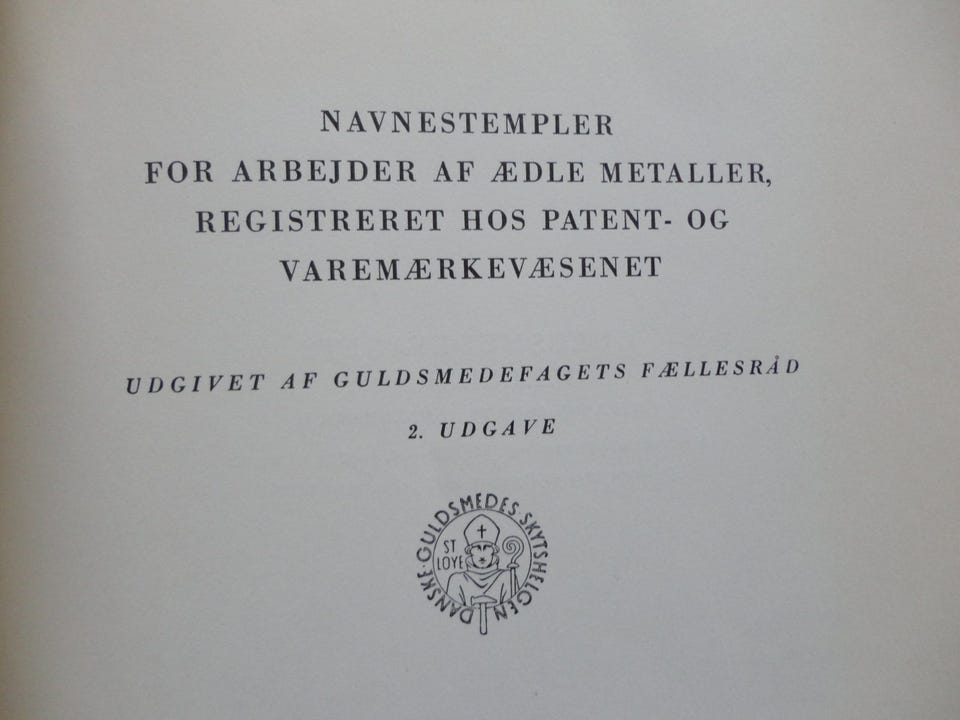 NAVNESTEMPLER
FOR ARBEJDER AF ÆDLE METALLER,
REGISTRERET HOS PATENT- OG
VAREMÆRKEVÆSENET
UDGIVET AF GULDSMEDEFAGETS FÆLLESRÅD
2. UDGAVE
DANSKE·GULDSMEDES·SKYTSHELGEN
ST
LOYE